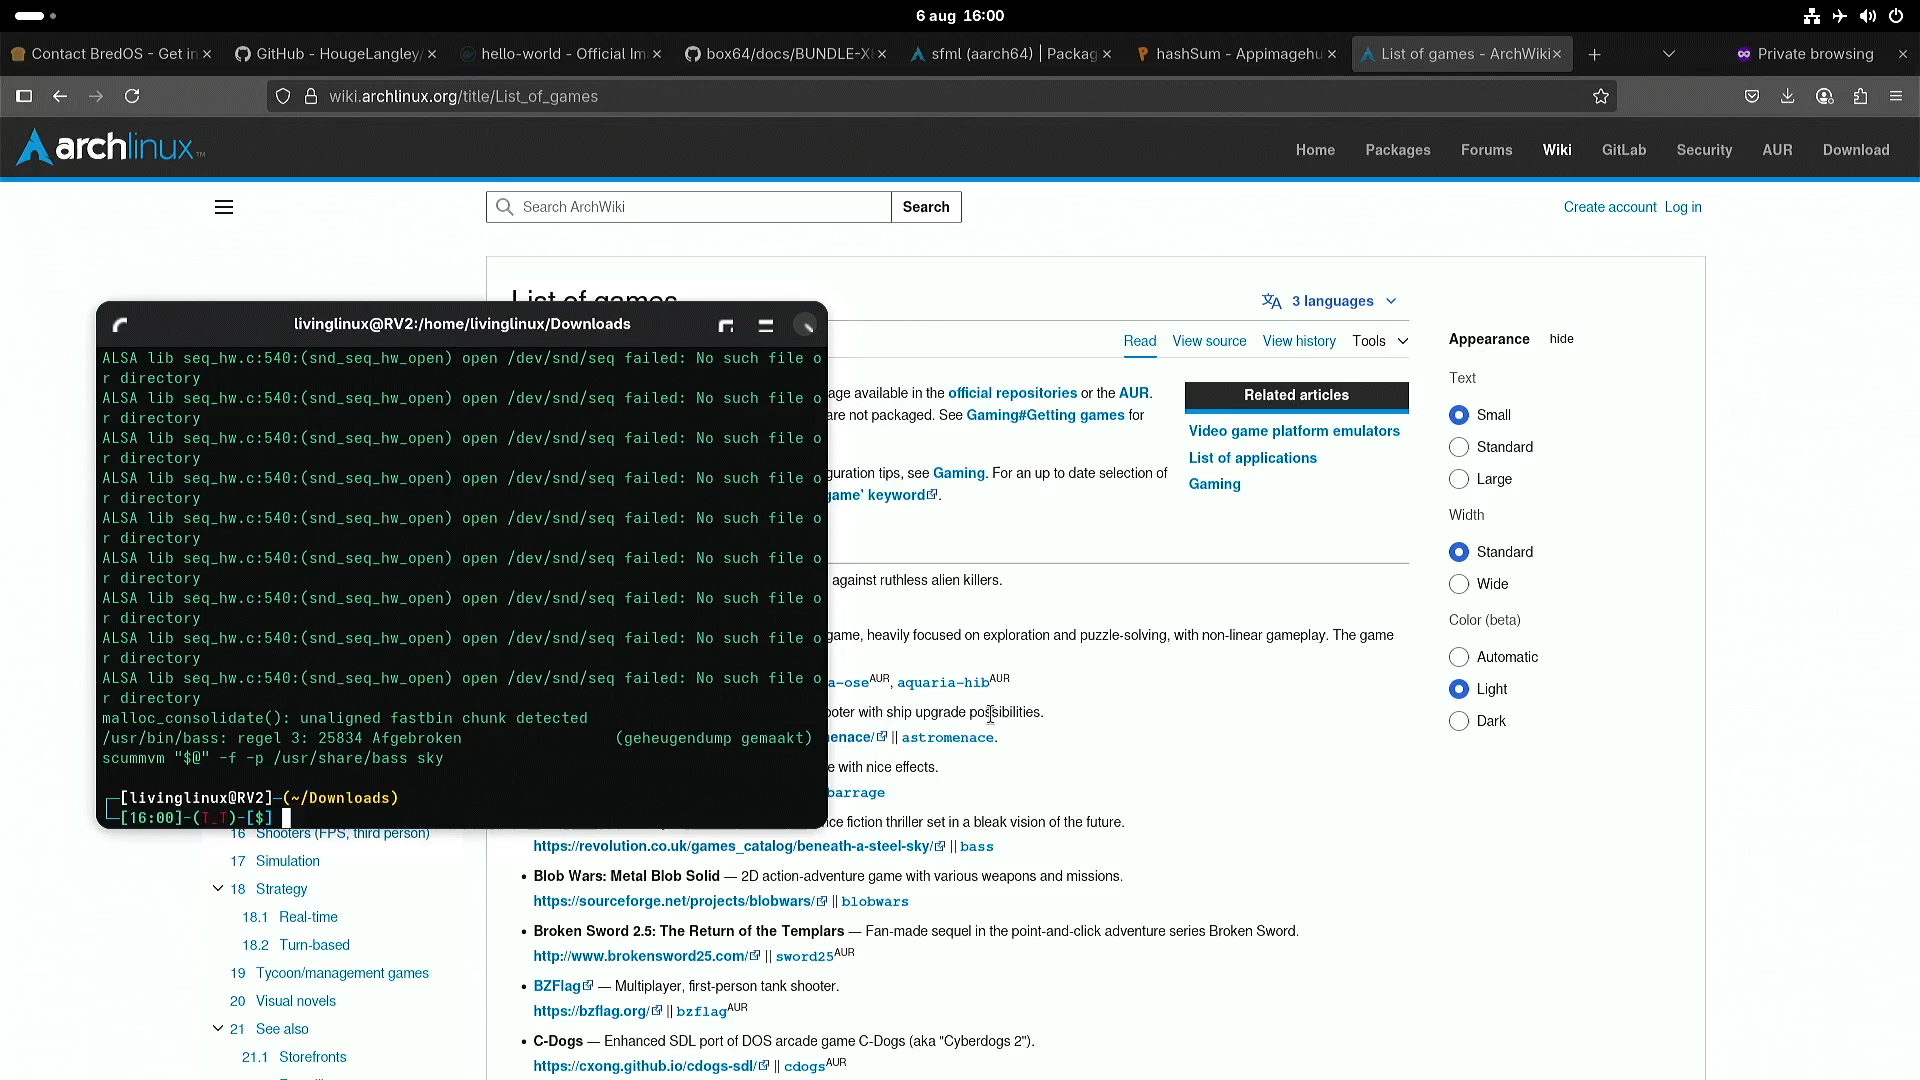 6 aug 16:00
Contact BredOS - Get in
GitHub - HougeLangley/
hello-world - Official Im
box64/docs/BUNDLE-X
sfml (aarch64) | Packag
hashSum - Appimagehu
List of games - ArchWiki
Private browsing
wiki.archlinux.org/title/List_of_games
archlinux™
Home Packages Forums Wiki GitLab Security AUR Download
Search ArchWiki
Search
Create account Log in
List of games
3 languages
Read View source View history Tools
age available in the official repositories or the AUR.
are not packaged. See Gaming#Getting games for
guration tips, see Gaming. For an up to date selection of
game' keyword.
Related articles
Video game platform emulators
List of applications
Gaming
Appearance hide
Text
Small
Standard
Large
Width
Standard
Wide
Color (beta)
Automatic
Light
Dark
livinglinux@RV2:/home/livinglinux/Downloads
ALSA lib seq_hw.c:540:(snd_seq_hw_open) open /dev/snd/seq failed: No such file o
r directory
ALSA lib seq_hw.c:540:(snd_seq_hw_open) open /dev/snd/seq failed: No such file o
r directory
ALSA lib seq_hw.c:540:(snd_seq_hw_open) open /dev/snd/seq failed: No such file o
r directory
ALSA lib seq_hw.c:540:(snd_seq_hw_open) open /dev/snd/seq failed: No such file o
r directory
ALSA lib seq_hw.c:540:(snd_seq_hw_open) open /dev/snd/seq failed: No such file o
r directory
ALSA lib seq_hw.c:540:(snd_seq_hw_open) open /dev/snd/seq failed: No such file o
r directory
ALSA lib seq_hw.c:540:(snd_seq_hw_open) open /dev/snd/seq failed: No such file o
r directory
ALSA lib seq_hw.c:540:(snd_seq_hw_open) open /dev/snd/seq failed: No such file o
r directory
ALSA lib seq_hw.c:540:(snd_seq_hw_open) open /dev/snd/seq failed: No such file o
r directory
malloc_consolidate(): unaligned fastbin chunk detected
/usr/bin/bass: regel 3: 25834 Afgebroken (geheugendump gemaakt)
scummvm "$@" -f -p /usr/share/bass sky
┌─[livinglinux@RV2]─(~/Downloads)
└─[16:00]-(T_T)-[$]
against ruthless alien killers.
game, heavily focused on exploration and puzzle-solving, with non-linear gameplay. The game
a-ose AUR, aquaria-hib AUR
ooter with ship upgrade possibilities.
enace/ || astromenace.
e with nice effects.
barrage
nce fiction thriller set in a bleak vision of the future.
https://revolution.co.uk/games_catalog/beneath-a-steel-sky/ || bass
• Blob Wars: Metal Blob Solid — 2D action-adventure game with various weapons and missions.
https://sourceforge.net/projects/blobwars/ || blobwars
• Broken Sword 2.5: The Return of the Templars — Fan-made sequel in the point-and-click adventure series Broken Sword.
http://www.brokensword25.com/ || sword25 AUR
• BZFlag — Multiplayer, first-person tank shooter.
https://bzflag.org/ || bzflag AUR
• C-Dogs — Enhanced SDL port of DOS arcade game C-Dogs (aka "Cyberdogs 2").
https://cxong.github.io/cdogs-sdl/ || cdogs AUR
16 Shooters (FPS, third person)
17 Simulation
18 Strategy
18.1 Real-time
18.2 Turn-based
19 Tycoon/management games
20 Visual novels
21 See also
21.1 Storefronts